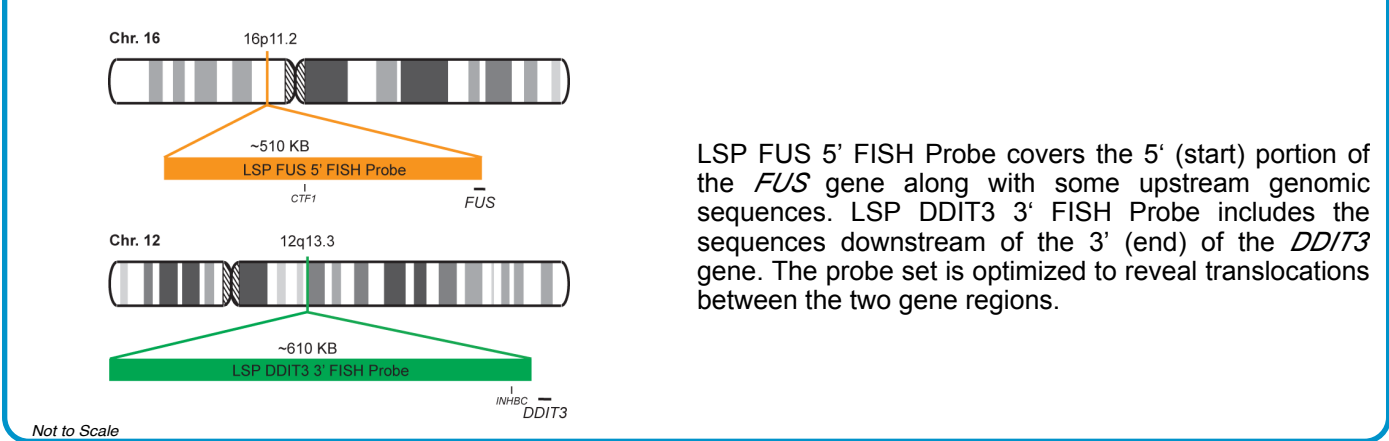 Chr. 16
16p11.2
~510 KB
LSP FUS 5’ FISH Probe
CTF1
FUS
Chr. 12
12q13.3
~610 KB
LSP DDIT3 3’ FISH Probe
INHBC
DDIT3
Not to Scale
LSP FUS 5’ FISH Probe covers the 5‘ (start) portion of
the FUS gene along with some upstream genomic
sequences. LSP DDIT3 3‘ FISH Probe includes the
sequences downstream of the 3’ (end) of the DDIT3
gene. The probe set is optimized to reveal translocations
between the two gene regions.